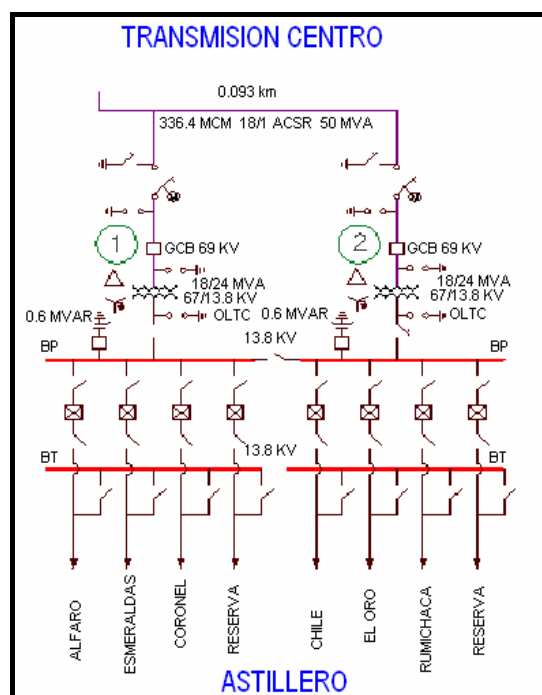 TRANSMISION CENTRO
0.093 km
336.4 MCM 18/1 ACSR 50 MVA
1
GCB 69 KV
2
GCB 69 KV
18/24 MVA
67/13.8 KV
18/24 MVA
67/13.8 KV
0.6 MVAR
OLTC
0.6 MVAR
OLTC
BP
13.8 KV
BP
BT
13.8 KV
BT
ALFARO
ESMERALDAS
CORONEL
RESERVA
CHILE
EL ORO
RUMICHACA
RESERVA
ASTILLERO